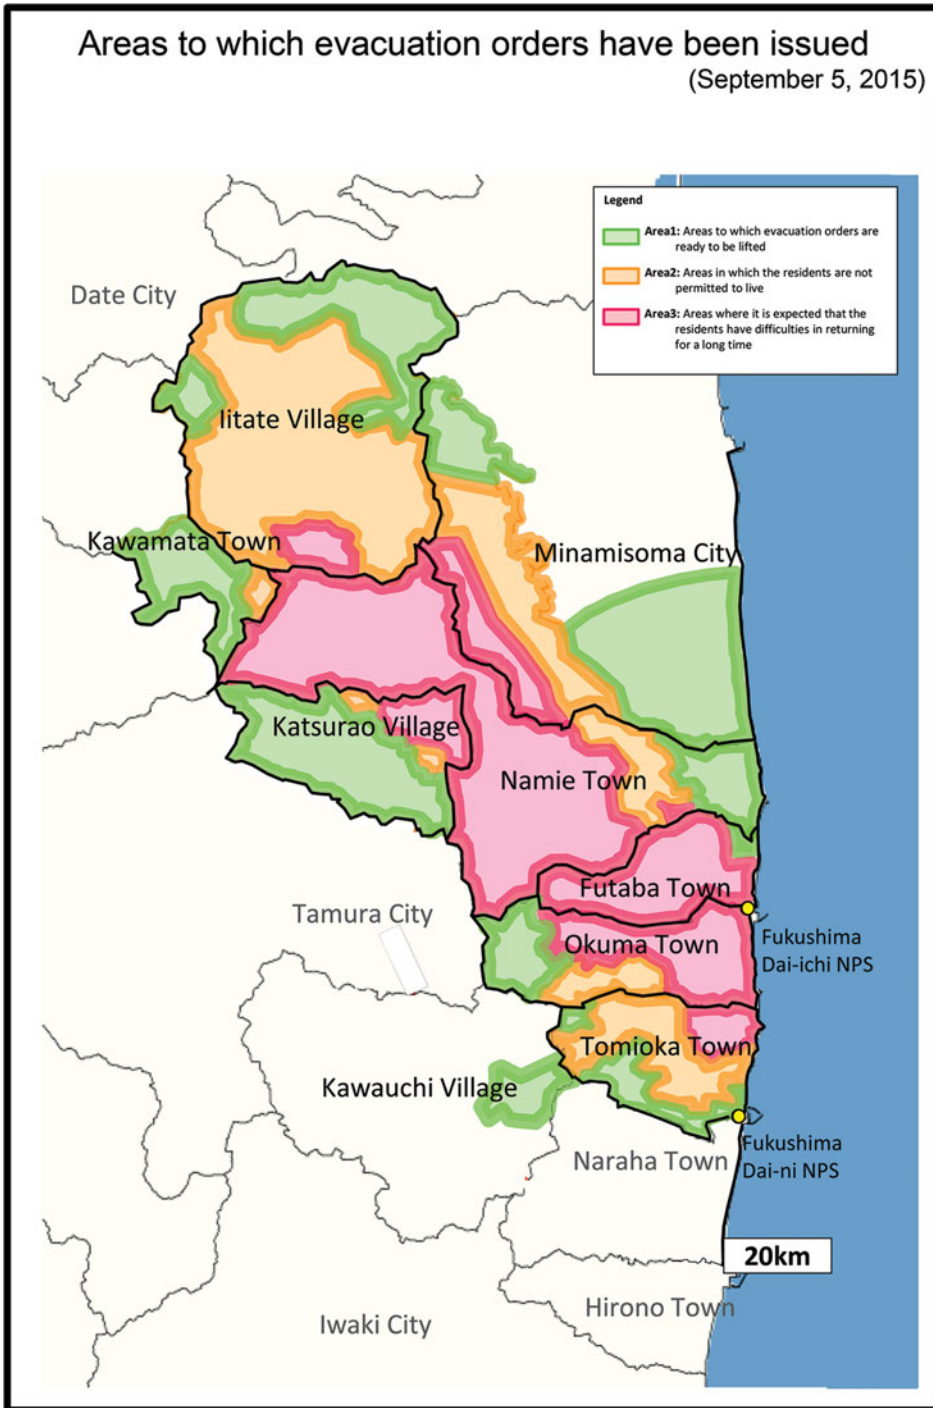 Areas to which evacuation orders have been issued
(September 5, 2015)
Legend
Area1: Areas to which evacuation orders are
ready to be lifted
Area2: Areas in which the residents are not
permitted to live
Area3: Areas where it is expected that the
residents have difficulties in returning
for a long time
Date City
Iitate Village
Kawamata Town
Minamisoma City
Katsurao Village
Namie Town
Futaba Town
Tamura City
Okuma Town
Fukushima
Dai-ichi NPS
Tomioka Town
Kawauchi Village
Fukushima
Dai-ni NPS
Naraha Town
20km
Hirono Town
Iwaki City